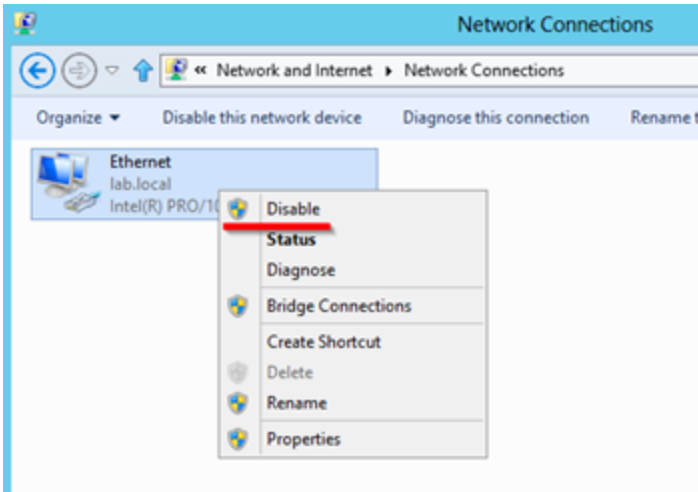 Network Connections
« Network and Internet ▸ Network Connections
Organize ▾ Disable this network device Diagnose this connection Rename
Ethernet
lab.local
Intel(R) PRO/10
Disable
Status
Diagnose
Bridge Connections
Create Shortcut
Delete
Rename
Properties